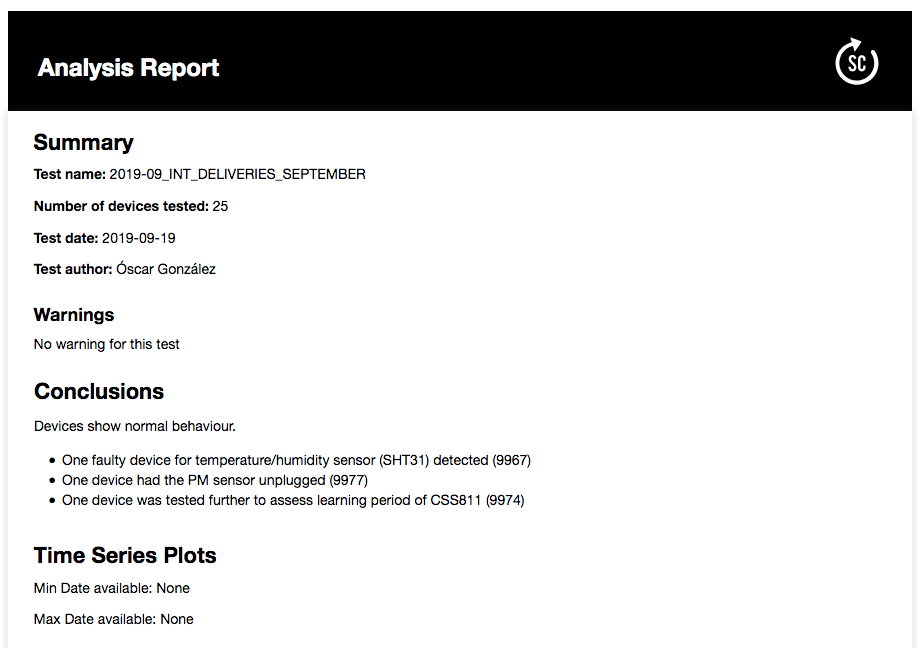 Analysis Report
SC
Summary
Test name: 2019-09_INT_DELIVERIES_SEPTEMBER
Number of devices tested: 25
Test date: 2019-09-19
Test author: Óscar González
Warnings
No warning for this test
Conclusions
Devices show normal behaviour.
• One faulty device for temperature/humidity sensor (SHT31) detected (9967)
• One device had the PM sensor unplugged (9977)
• One device was tested further to assess learning period of CSS811 (9974)
Time Series Plots
Min Date available: None
Max Date available: None